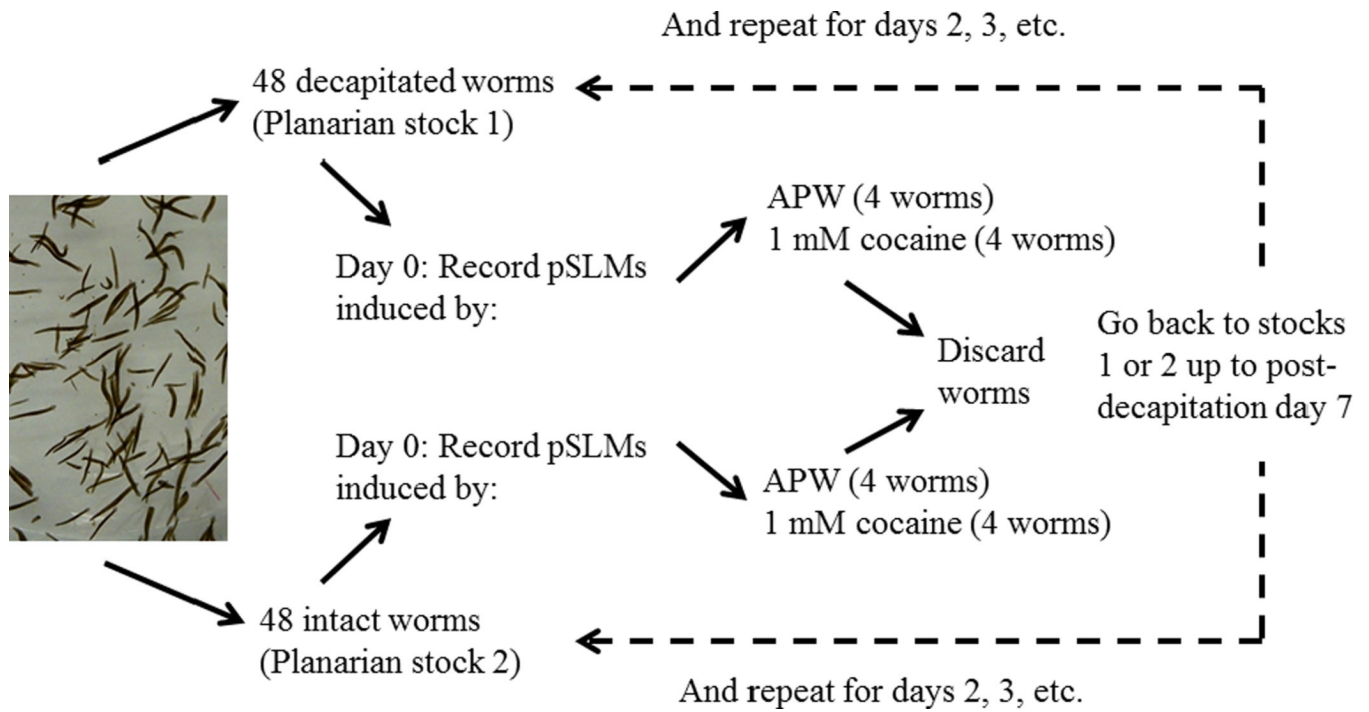 And repeat for days 2, 3, etc.
48 decapitated worms
(Planarian stock 1)
Day 0: Record pSLMs
induced by:
APW (4 worms)
1 mM cocaine (4 worms)
Discard
worms
Go back to stocks
1 or 2 up to post-
decapitation day 7
Day 0: Record pSLMs
induced by:
APW (4 worms)
1 mM cocaine (4 worms)
48 intact worms
(Planarian stock 2)
And repeat for days 2, 3, etc.